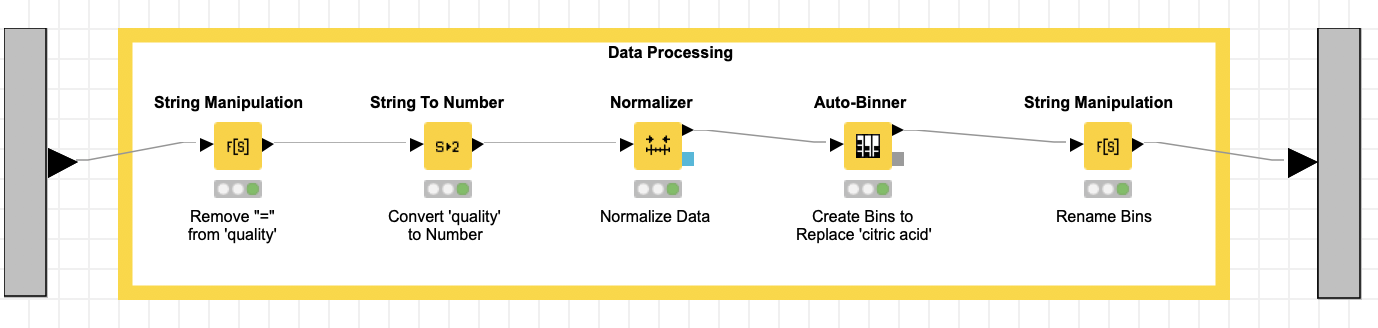 Data Processing
String Manipulation
String To Number
Normalizer
Auto-Binner
String Manipulation
F[S]
S▸2
F[S]
Remove "="
from 'quality'
Convert 'quality'
to Number
Normalize Data
Create Bins to
Replace 'citric acid'
Rename Bins